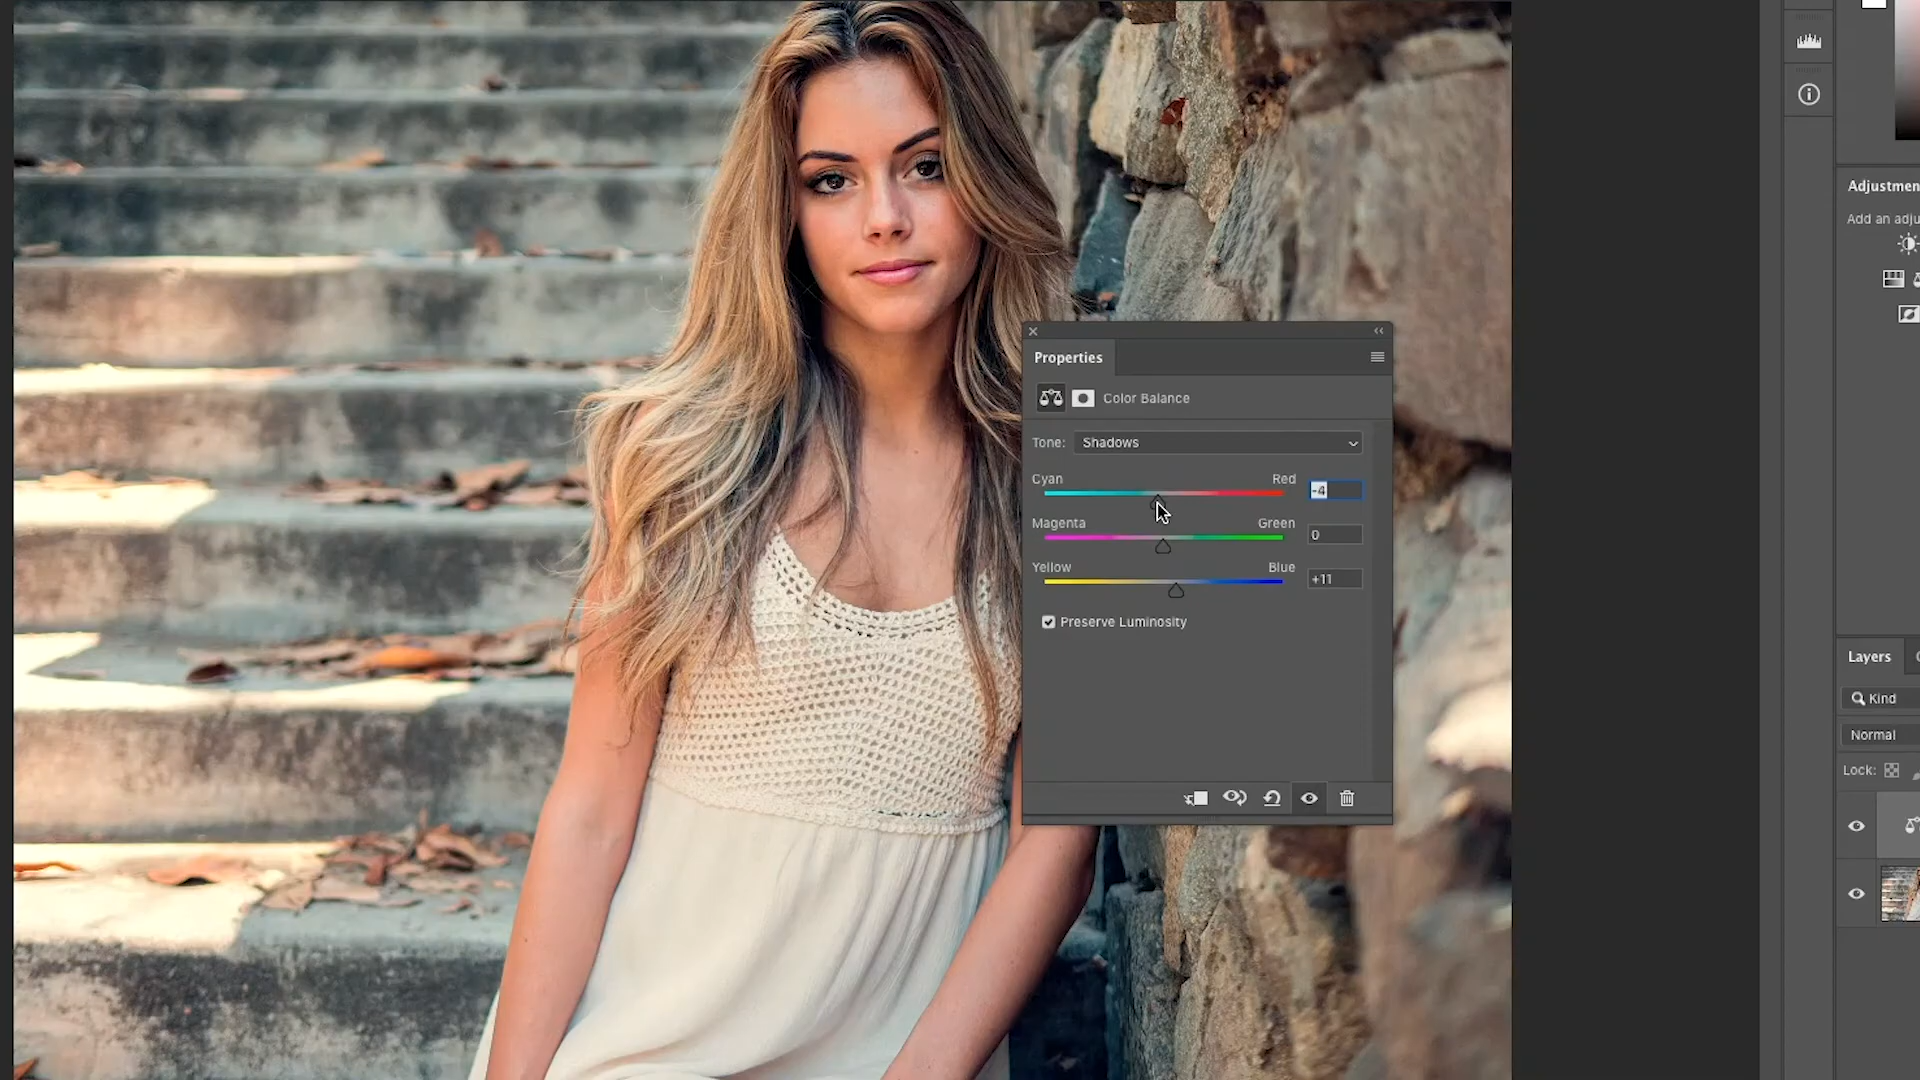 Adjustmen
Add an adju
Properties
Color Balance
Tone: Shadows
Cyan Red -4
Magenta Green 0
Yellow Blue +11
Preserve Luminosity
Layers
Kind
Normal
Lock: